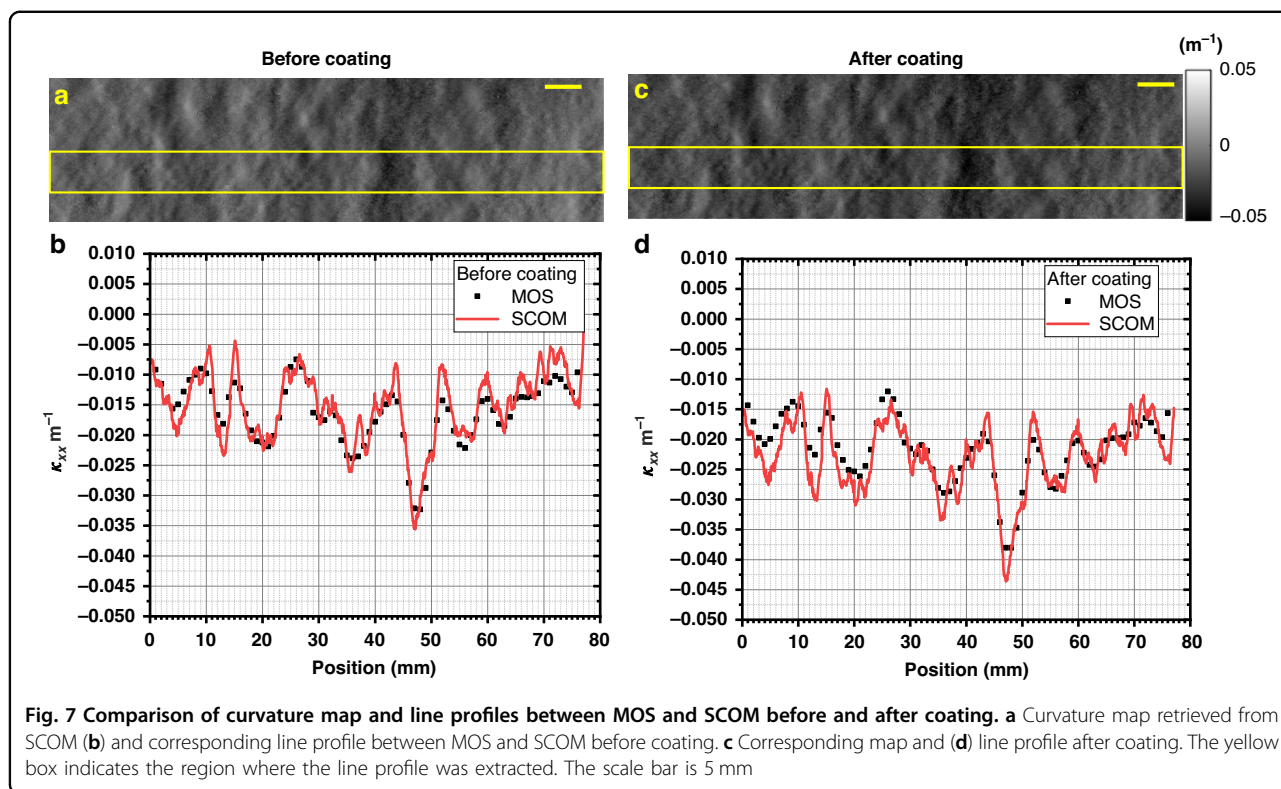 Before coating
After coating
(m⁻¹)
a
c
0.05
0
−0.05
b
0.010
0.005
0.000
−0.005
−0.010
−0.015
−0.020
−0.025
−0.030
−0.035
−0.040
−0.045
−0.050
κxx m⁻¹
Before coating
MOS
SCOM
0 10 20 30 40 50 60 70 80
Position (mm)
d
0.010
0.005
0.000
−0.005
−0.010
−0.015
−0.020
−0.025
−0.030
−0.035
−0.040
−0.045
−0.050
κxx m⁻¹
After coating
MOS
SCOM
0 10 20 30 40 50 60 70 80
Position (mm)
Fig. 7 Comparison of curvature map and line profiles between MOS and SCOM before and after coating. a Curvature map retrieved from
SCOM (b) and corresponding line profile between MOS and SCOM before coating. c Corresponding map and (d) line profile after coating. The yellow
box indicates the region where the line profile was extracted. The scale bar is 5 mm